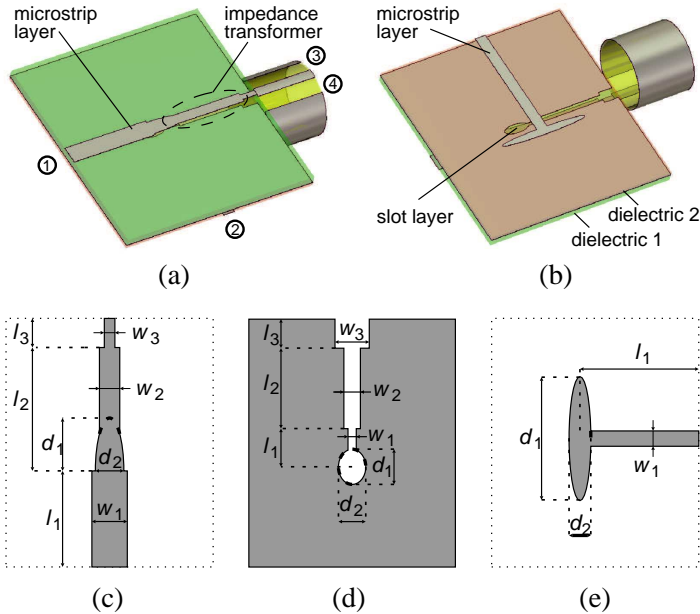 microstrip
layer
impedance
transformer
③
④
①
②
(a)
microstrip
layer
slot layer
dielectric 2
dielectric 1
(b)
l3
w3
l2
w2
d1
d2
l1
w1
(c)
l3
w3
l2
w2
l1
w1
d1
d2
(d)
l1
d1
w1
d2
(e)